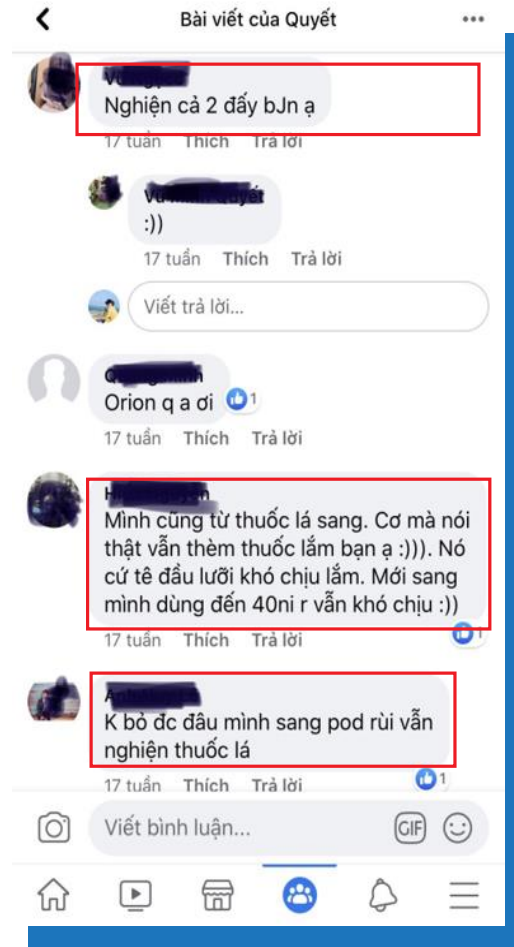 Bài viết của Quyết
Nghiện cả 2 đấy bJn ạ
17 tuần Thích Trả lời
:))
17 tuần Thích Trả lời
Viết trả lời...
Orion q a ơi 1
17 tuần Thích Trả lời
Mình cũng từ thuốc lá sang. Cơ mà nói
thật vẫn thèm thuốc lắm bạn ạ :))). Nó
cứ tê đầu lưỡi khó chịu lắm. Mới sang
mình dùng đến 40ni r vẫn khó chịu :))
17 tuần Thích Trả lời 1
K bỏ đc đâu mình sang pod rùi vẫn
nghiện thuốc lá
17 tuần Thích Trả lời 1
Viết bình luận...
GIF